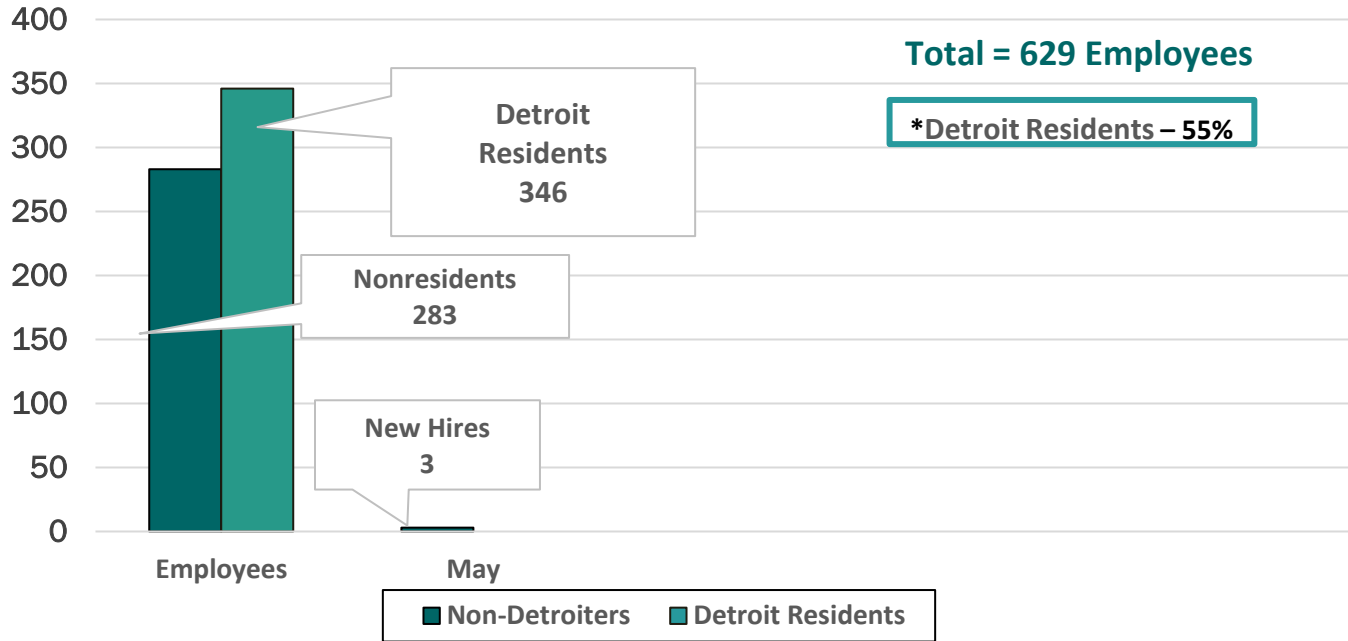 400
350
300
250
200
150
100
50
0
Total = 629 Employees
*Detroit Residents – 55%
Detroit
Residents
346
Nonresidents
283
New Hires
3
Employees
May
Non-Detroiters
Detroit Residents